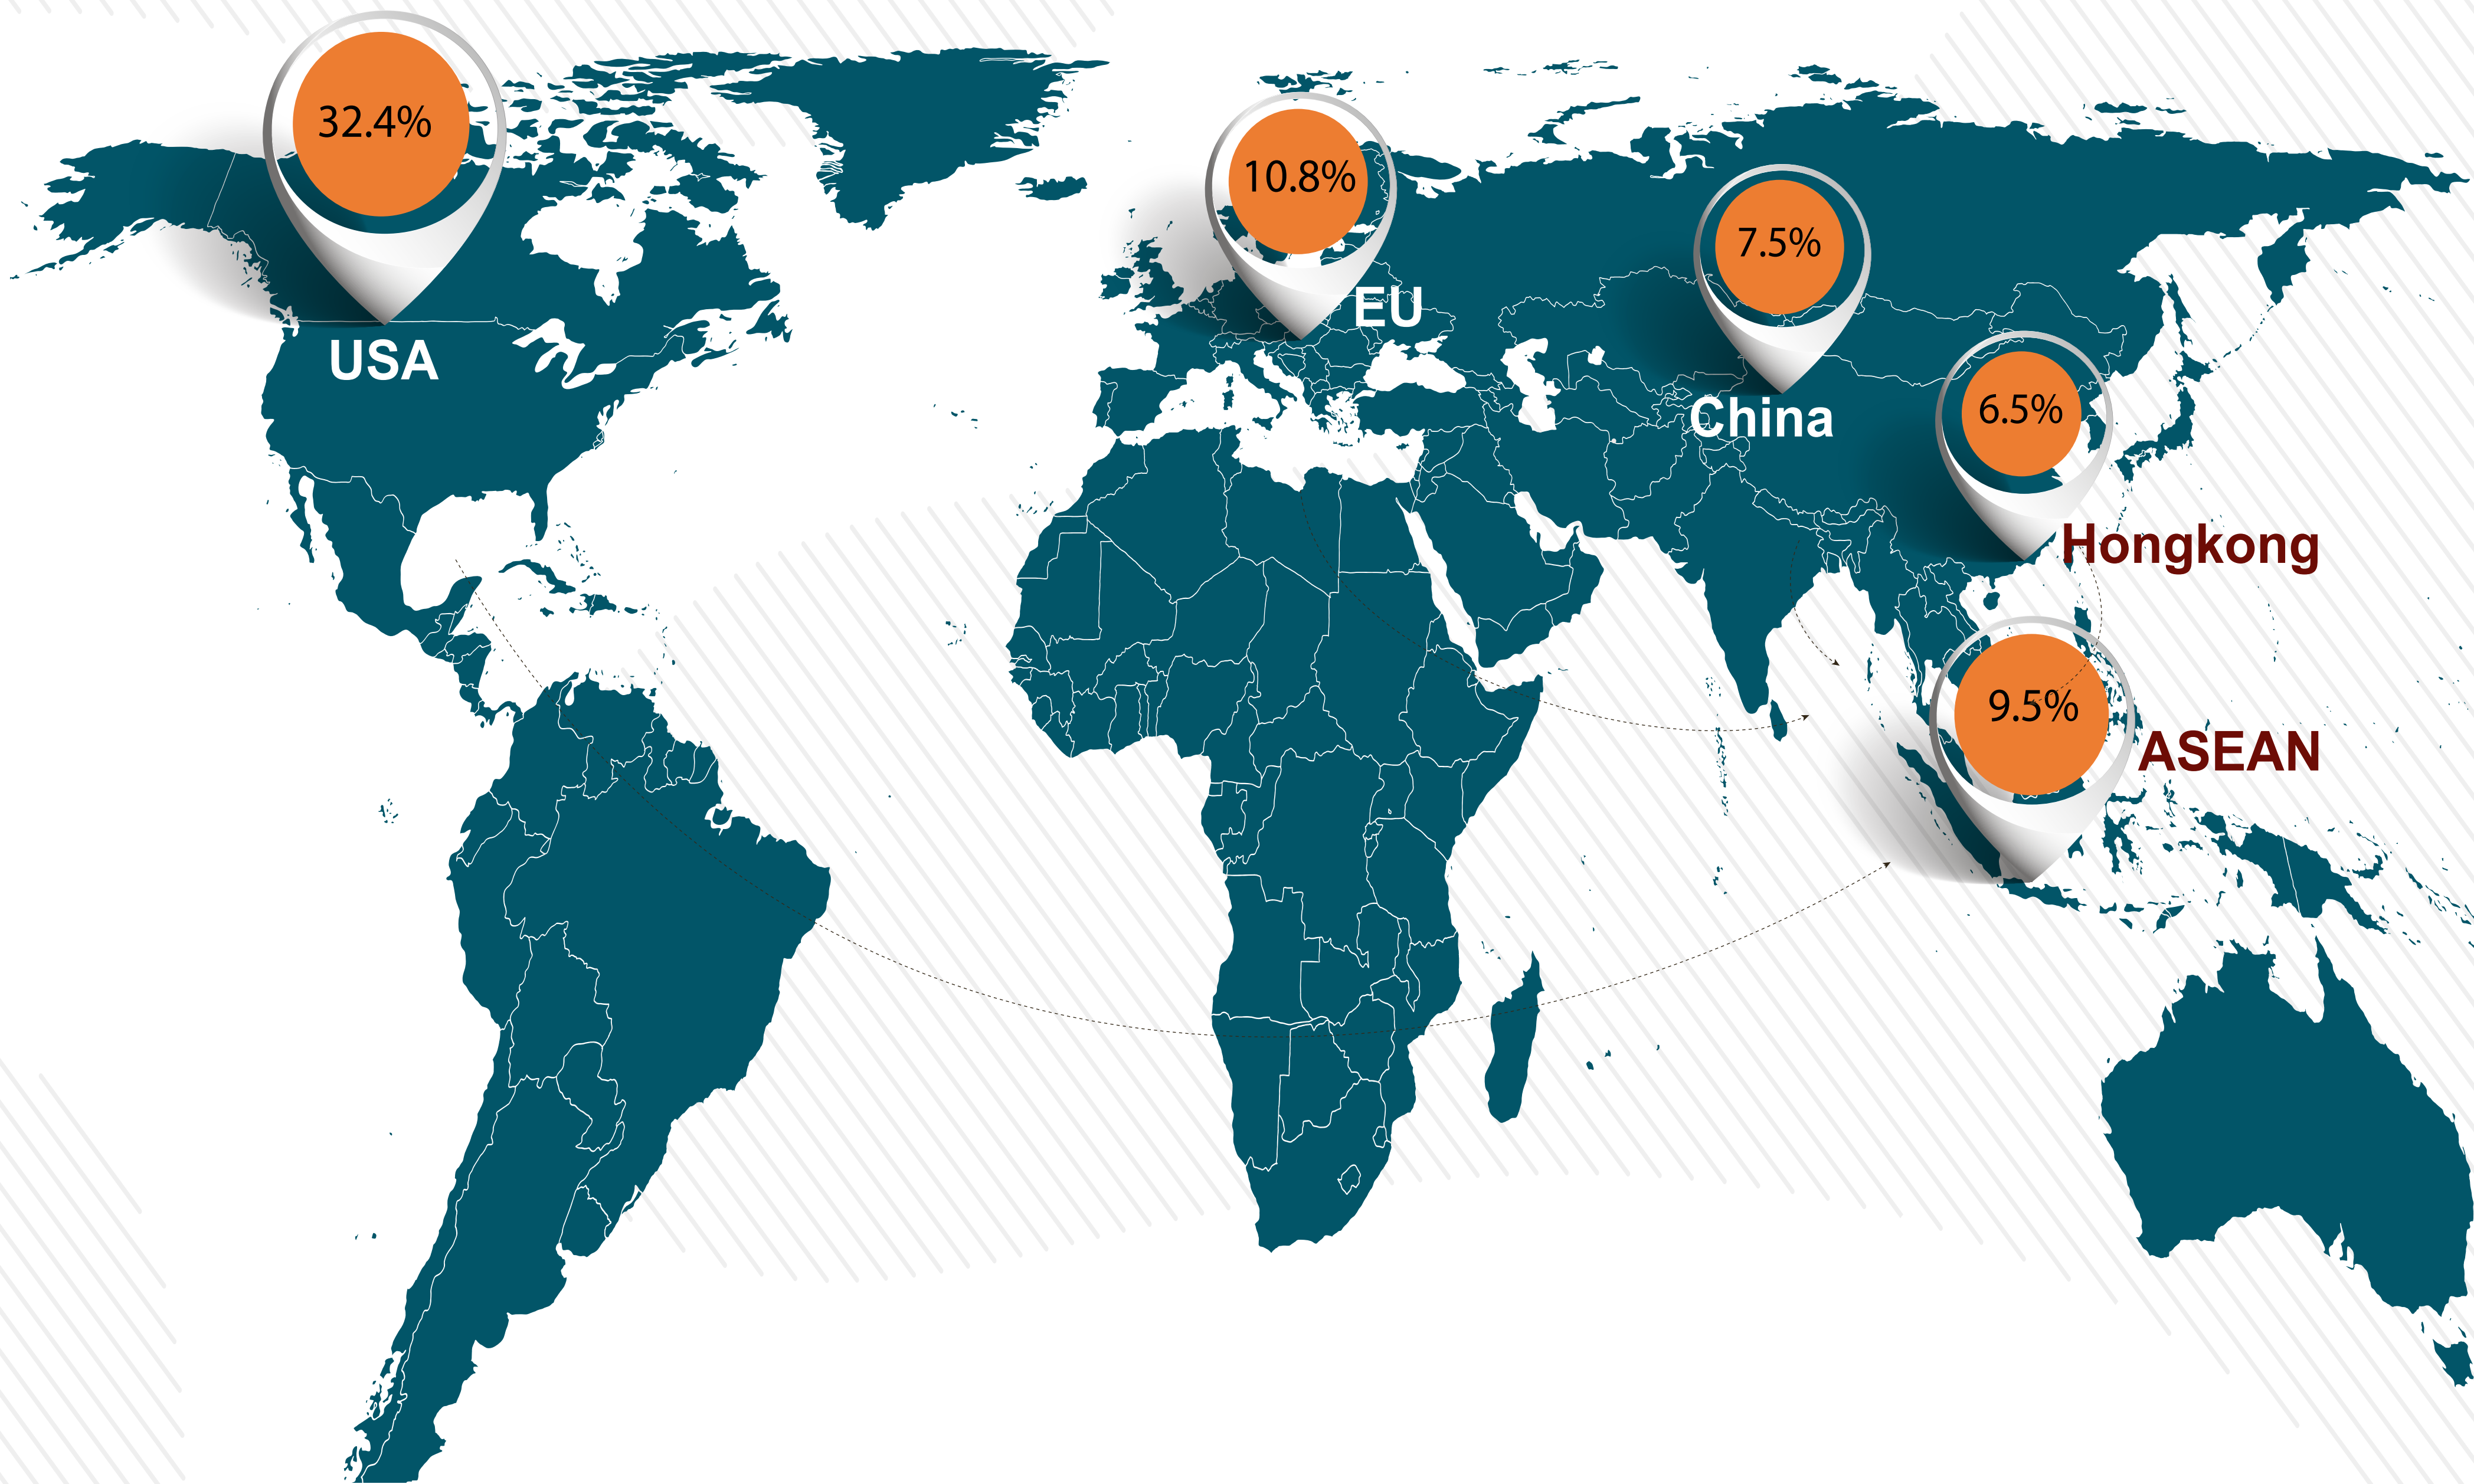 32.4%
USA
10.8%
EU
7.5%
China
6.5%
Hongkong
9.5%
ASEAN